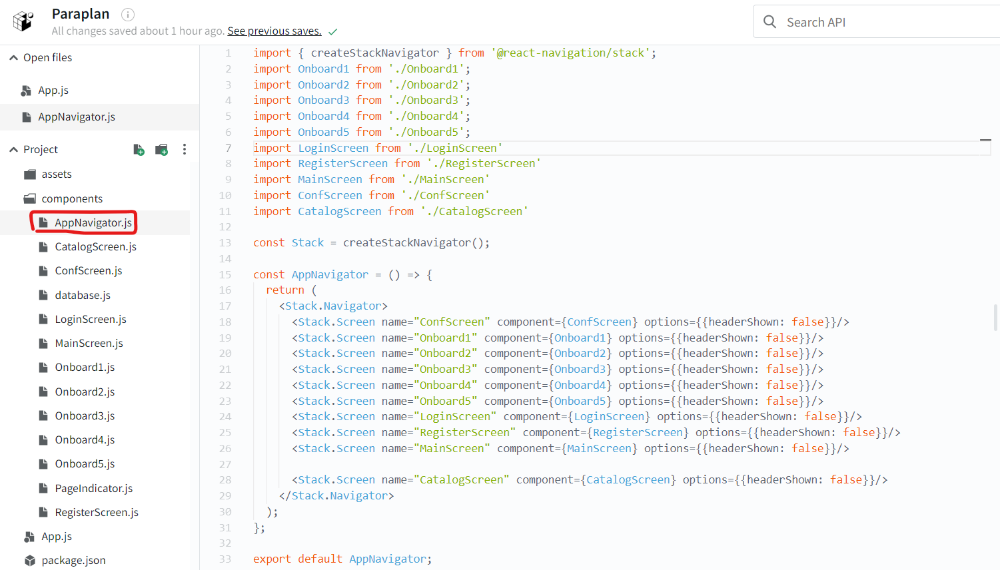 Paraplan
All changes saved about 1 hour ago. See previous saves.
Search API
Open files
App.js
AppNavigator.js
Project
assets
components
AppNavigator.js
CatalogScreen.js
ConfScreen.js
database.js
LoginScreen.js
MainScreen.js
Onboard1.js
Onboard2.js
Onboard3.js
Onboard4.js
Onboard5.js
PageIndicator.js
RegisterScreen.js
App.js
package.json
1 import { createStackNavigator } from '@react-navigation/stack';
2 import Onboard1 from './Onboard1';
3 import Onboard2 from './Onboard2';
4 import Onboard3 from './Onboard3';
5 import Onboard4 from './Onboard4';
6 import Onboard5 from './Onboard5';
7 import LoginScreen from './LoginScreen'
8 import RegisterScreen from './RegisterScreen'
9 import MainScreen from './MainScreen'
10 import ConfScreen from './ConfScreen'
11 import CatalogScreen from './CatalogScreen'
12
13 const Stack = createStackNavigator();
14
15 const AppNavigator = () => {
16 return (
17 <Stack.Navigator>
18 <Stack.Screen name="ConfScreen" component={ConfScreen} options={{headerShown: false}}/>
19 <Stack.Screen name="Onboard1" component={Onboard1} options={{headerShown: false}}/>
20 <Stack.Screen name="Onboard2" component={Onboard2} options={{headerShown: false}}/>
21 <Stack.Screen name="Onboard3" component={Onboard3} options={{headerShown: false}}/>
22 <Stack.Screen name="Onboard4" component={Onboard4} options={{headerShown: false}}/>
23 <Stack.Screen name="Onboard5" component={Onboard5} options={{headerShown: false}}/>
24 <Stack.Screen name="LoginScreen" component={LoginScreen} options={{headerShown: false}}/>
25 <Stack.Screen name="RegisterScreen" component={RegisterScreen} options={{headerShown: false}}/>
26 <Stack.Screen name="MainScreen" component={MainScreen} options={{headerShown: false}}/>
27
28 <Stack.Screen name="CatalogScreen" component={CatalogScreen} options={{headerShown: false}}/>
29 </Stack.Navigator>
30 );
31 };
32
33 export default AppNavigator;